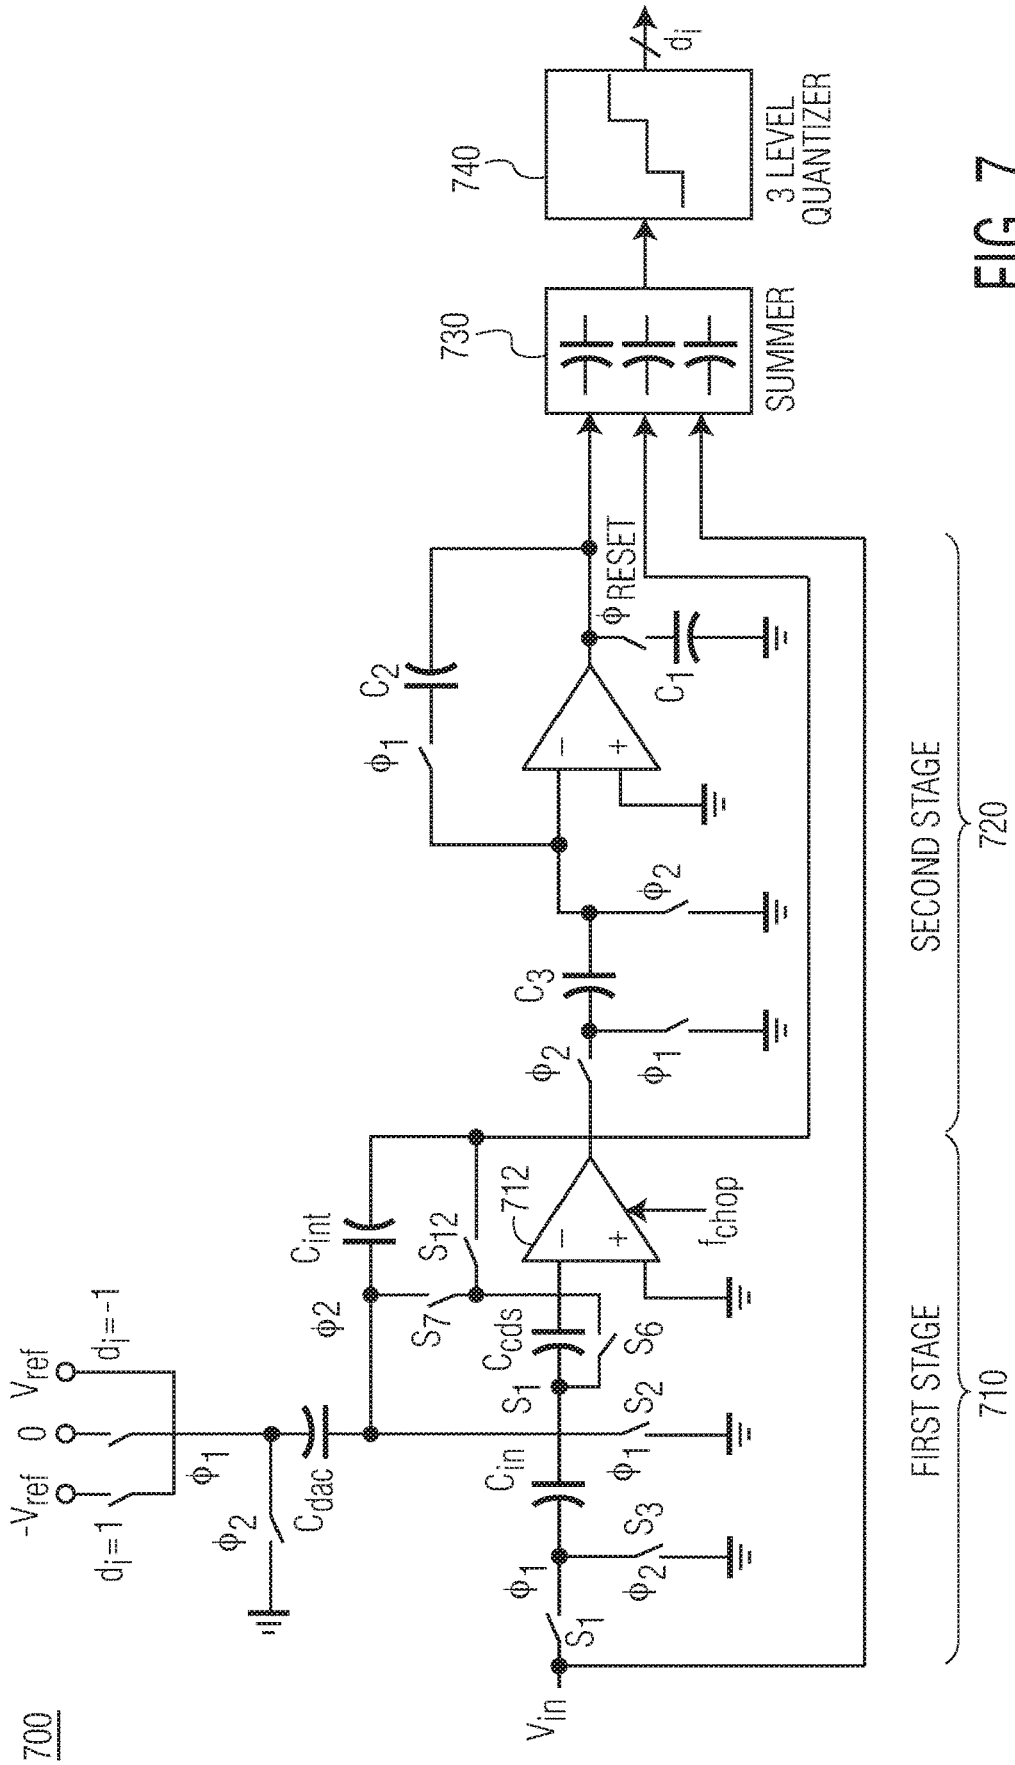 700
-Vref
0
Vref
dᵢ=1
dᵢ=-1
ϕ1
ϕ2
Cdac
ϕ2
Cint
S7
S12
Vin
S1
ϕ1
ϕ2
S3
Cin
ϕ1
S2
S1
Ccds
S6
712
fchop
ϕ2
ϕ1
C3
ϕ2
ϕ1
C2
C1
ϕRESET
730
SUMMER
740
3 LEVEL
QUANTIZER
dᵢ
FIRST STAGE
710
SECOND STAGE
720
FIG. 7